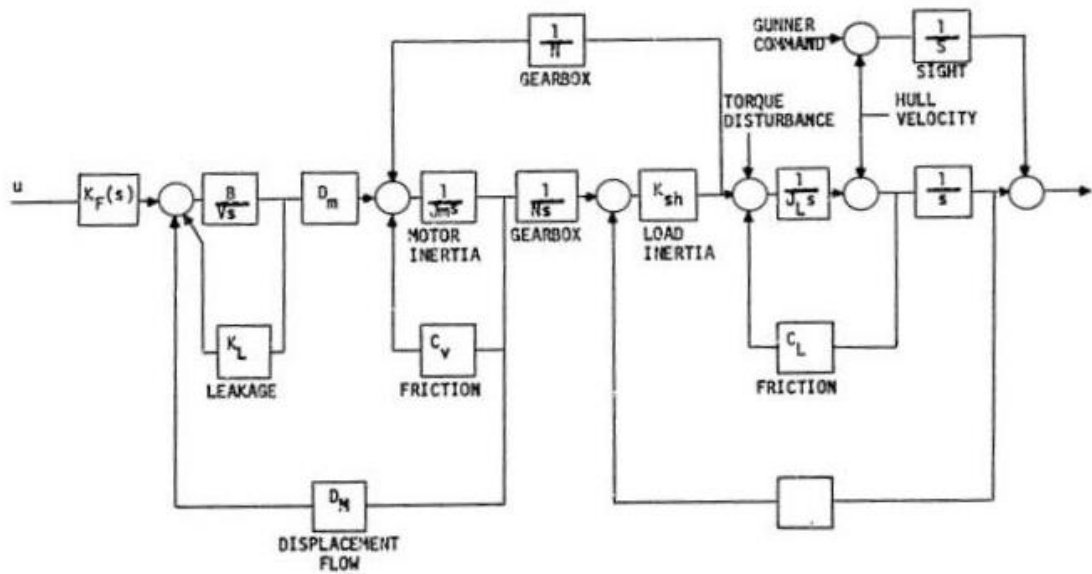 1
N
GEARBOX
GUNNER
COMMAND
1
S
SIGHT
TORQUE
DISTURBANCE
HULL
VELOCITY
u
K_F(s)
B
Vs
D_m
1
Jms
MOTOR
INERTIA
1
Ns
GEARBOX
K_sh
LOAD
INERTIA
1
J_L s
1
s
K_L
LEAKAGE
C_v
FRICTION
C_L
FRICTION
D_M
DISPLACEMENT
FLOW